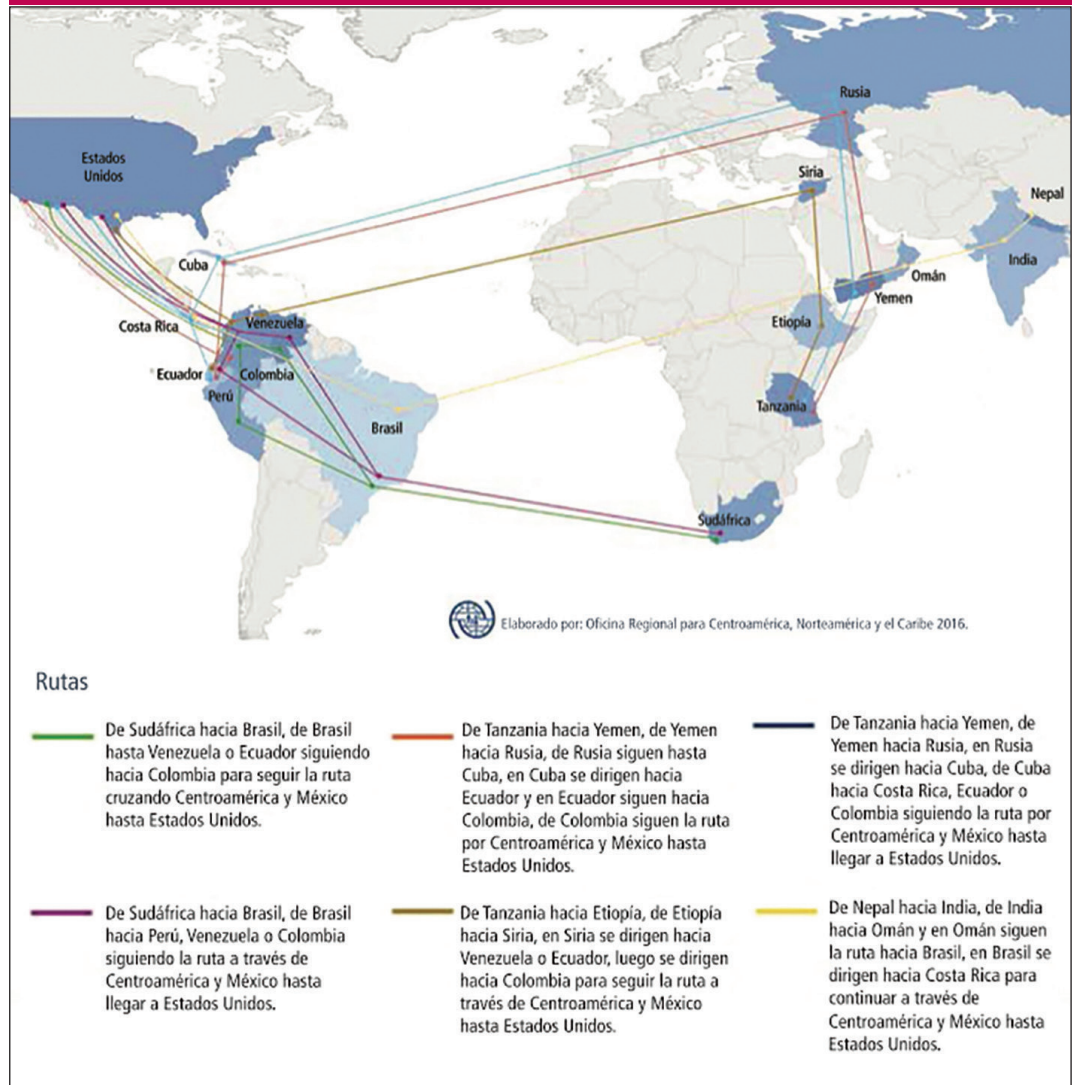 Rusia
Estados
Unidos
Siria
Nepal
Cuba
India
Omán
Yemen
Costa Rica
Venezuela
Etiopía
Ecuador
Colombia
Perú
Tanzania
Brasil
Sudáfrica
Elaborado por: Oficina Regional para Centroamérica, Norteamérica y el Caribe 2016.
Rutas
De Sudáfrica hacia Brasil, de Brasil
hasta Venezuela o Ecuador siguiendo
hacia Colombia para seguir la ruta
cruzando Centroamérica y México
hasta Estados Unidos.
De Tanzania hacia Yemen, de Yemen
hacia Rusia, de Rusia siguen hasta
Cuba, en Cuba se dirigen hacia
Ecuador y en Ecuador siguen hacia
Colombia, de Colombia siguen la ruta
por Centroamérica y México hasta
Estados Unidos.
De Tanzania hacia Yemen, de
Yemen hacia Rusia, en Rusia
se dirigen hacia Cuba, de Cuba
hacia Costa Rica, Ecuador o
Colombia siguiendo la ruta por
Centroamérica y México hasta
llegar a Estados Unidos.
De Sudáfrica hacia Brasil, de Brasil
hacia Perú, Venezuela o Colombia
siguiendo la ruta a través de
Centroamérica y México hasta
llegar a Estados Unidos.
De Tanzania hacia Etiopía, de Etiopía
hacia Siria, en Siria se dirigen hacia
Venezuela o Ecuador, luego se dirigen
hacia Colombia para seguir la ruta a
través de Centroamérica y México
hasta Estados Unidos.
De Nepal hacia India, de India
hacia Omán y en Omán siguen
la ruta hacia Brasil, en Brasil se
dirigen hacia Costa Rica para
continuar a través de
Centroamérica y México hasta
Estados Unidos.